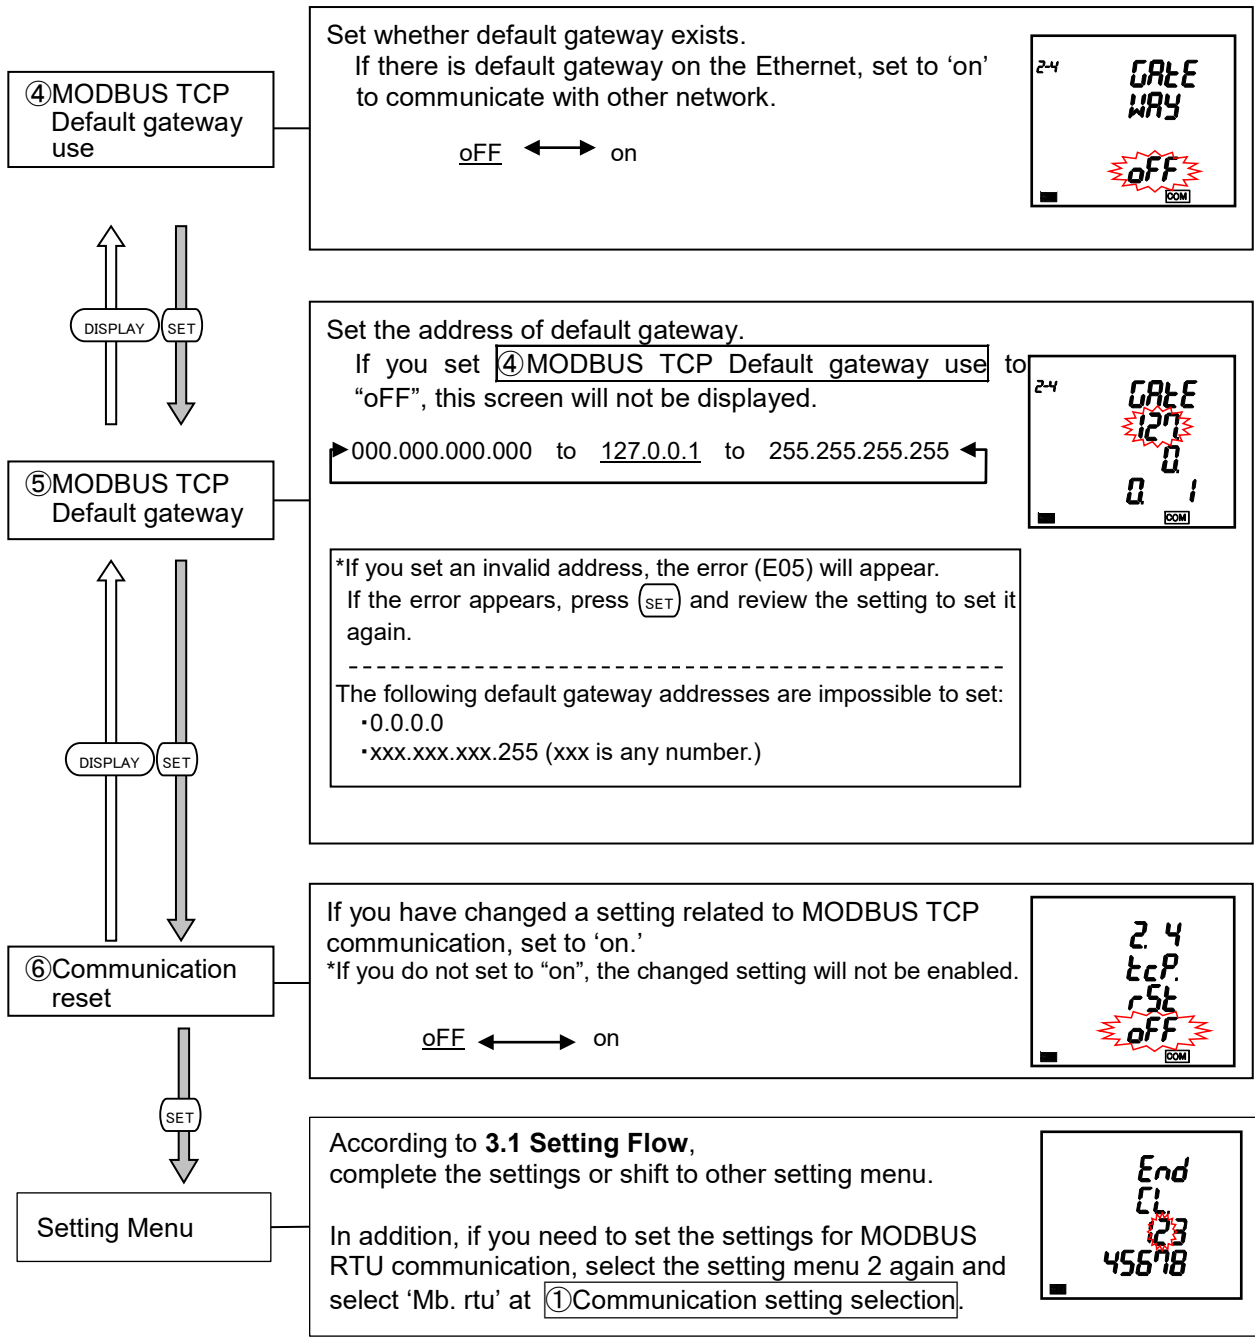 ④MODBUS TCP
Default gateway
use
Set whether default gateway exists.
If there is default gateway on the Ethernet, set to ‘on’
to communicate with other network.
oFF on
2-4
GAtE
WAY
oFF
COM
DISPLAY SET
⑤MODBUS TCP
Default gateway
Set the address of default gateway.
If you set ④MODBUS TCP Default gateway use to
“oFF”, this screen will not be displayed.
000.000.000.000 to 127.0.0.1 to 255.255.255.255
*If you set an invalid address, the error (E05) will appear.
If the error appears, press SET and review the setting to set it
again.
The following default gateway addresses are impossible to set:
･0.0.0.0
･xxx.xxx.xxx.255 (xxx is any number.)
2-4
GAtE
127.
0.
0. 1
COM
DISPLAY SET
⑥Communication
reset
If you have changed a setting related to MODBUS TCP
communication, set to ‘on.’
*If you do not set to “on”, the changed setting will not be enabled.
oFF on
2. 4
tcP.
rSt
oFF
COM
SET
Setting Menu
According to 3.1 Setting Flow,
complete the settings or shift to other setting menu.
In addition, if you need to set the settings for MODBUS
RTU communication, select the setting menu 2 again and
select ‘Mb. rtu’ at ①Communication setting selection.
End
CL.
123
45678